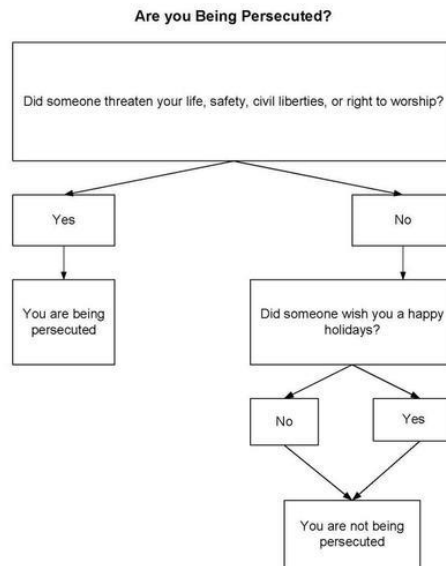 Are you Being Persecuted?
Did someone threaten your life, safety, civil liberties, or right to worship?
Yes
No
You are being
persecuted
Did someone wish you a happy
holidays?
No
Yes
You are not being
persecuted